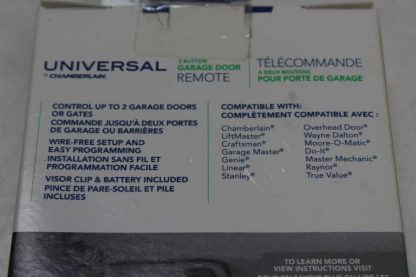 UNIVERSAL
BY CHAMBERLAIN®
2 BUTTON
GARAGE DOOR
REMOTE
TÉLÉCOMMANDE
À DEUX BOUTONS
POUR PORTE DE GARAGE
CONTROL UP TO 2 GARAGE DOORS
OR GATES
COMMANDE JUSQU'À DEUX PORTES
DE GARAGE OU BARRIÈRES
WIRE-FREE SETUP AND
EASY PROGRAMMING
INSTALLATION SANS FIL ET
PROGRAMMATION FACILE
VISOR CLIP & BATTERY INCLUDED
PINCE DE PARE-SOLEIL ET PILE
INCLUSES
COMPATIBLE WITH:
COMPLÈTEMENT COMPATIBLE AVEC :
Chamberlain®
LiftMaster®
Craftsman®
Garage Master®
Genie®
Linear®
Stanley®
Overhead Door®
Wayne Dalton®
Moore-O-Matic®
Do-It®
Master Mechanic®
Raynor®
True Value®
TO LEARN MORE OR
VIEW INSTRUCTIONS VISIT